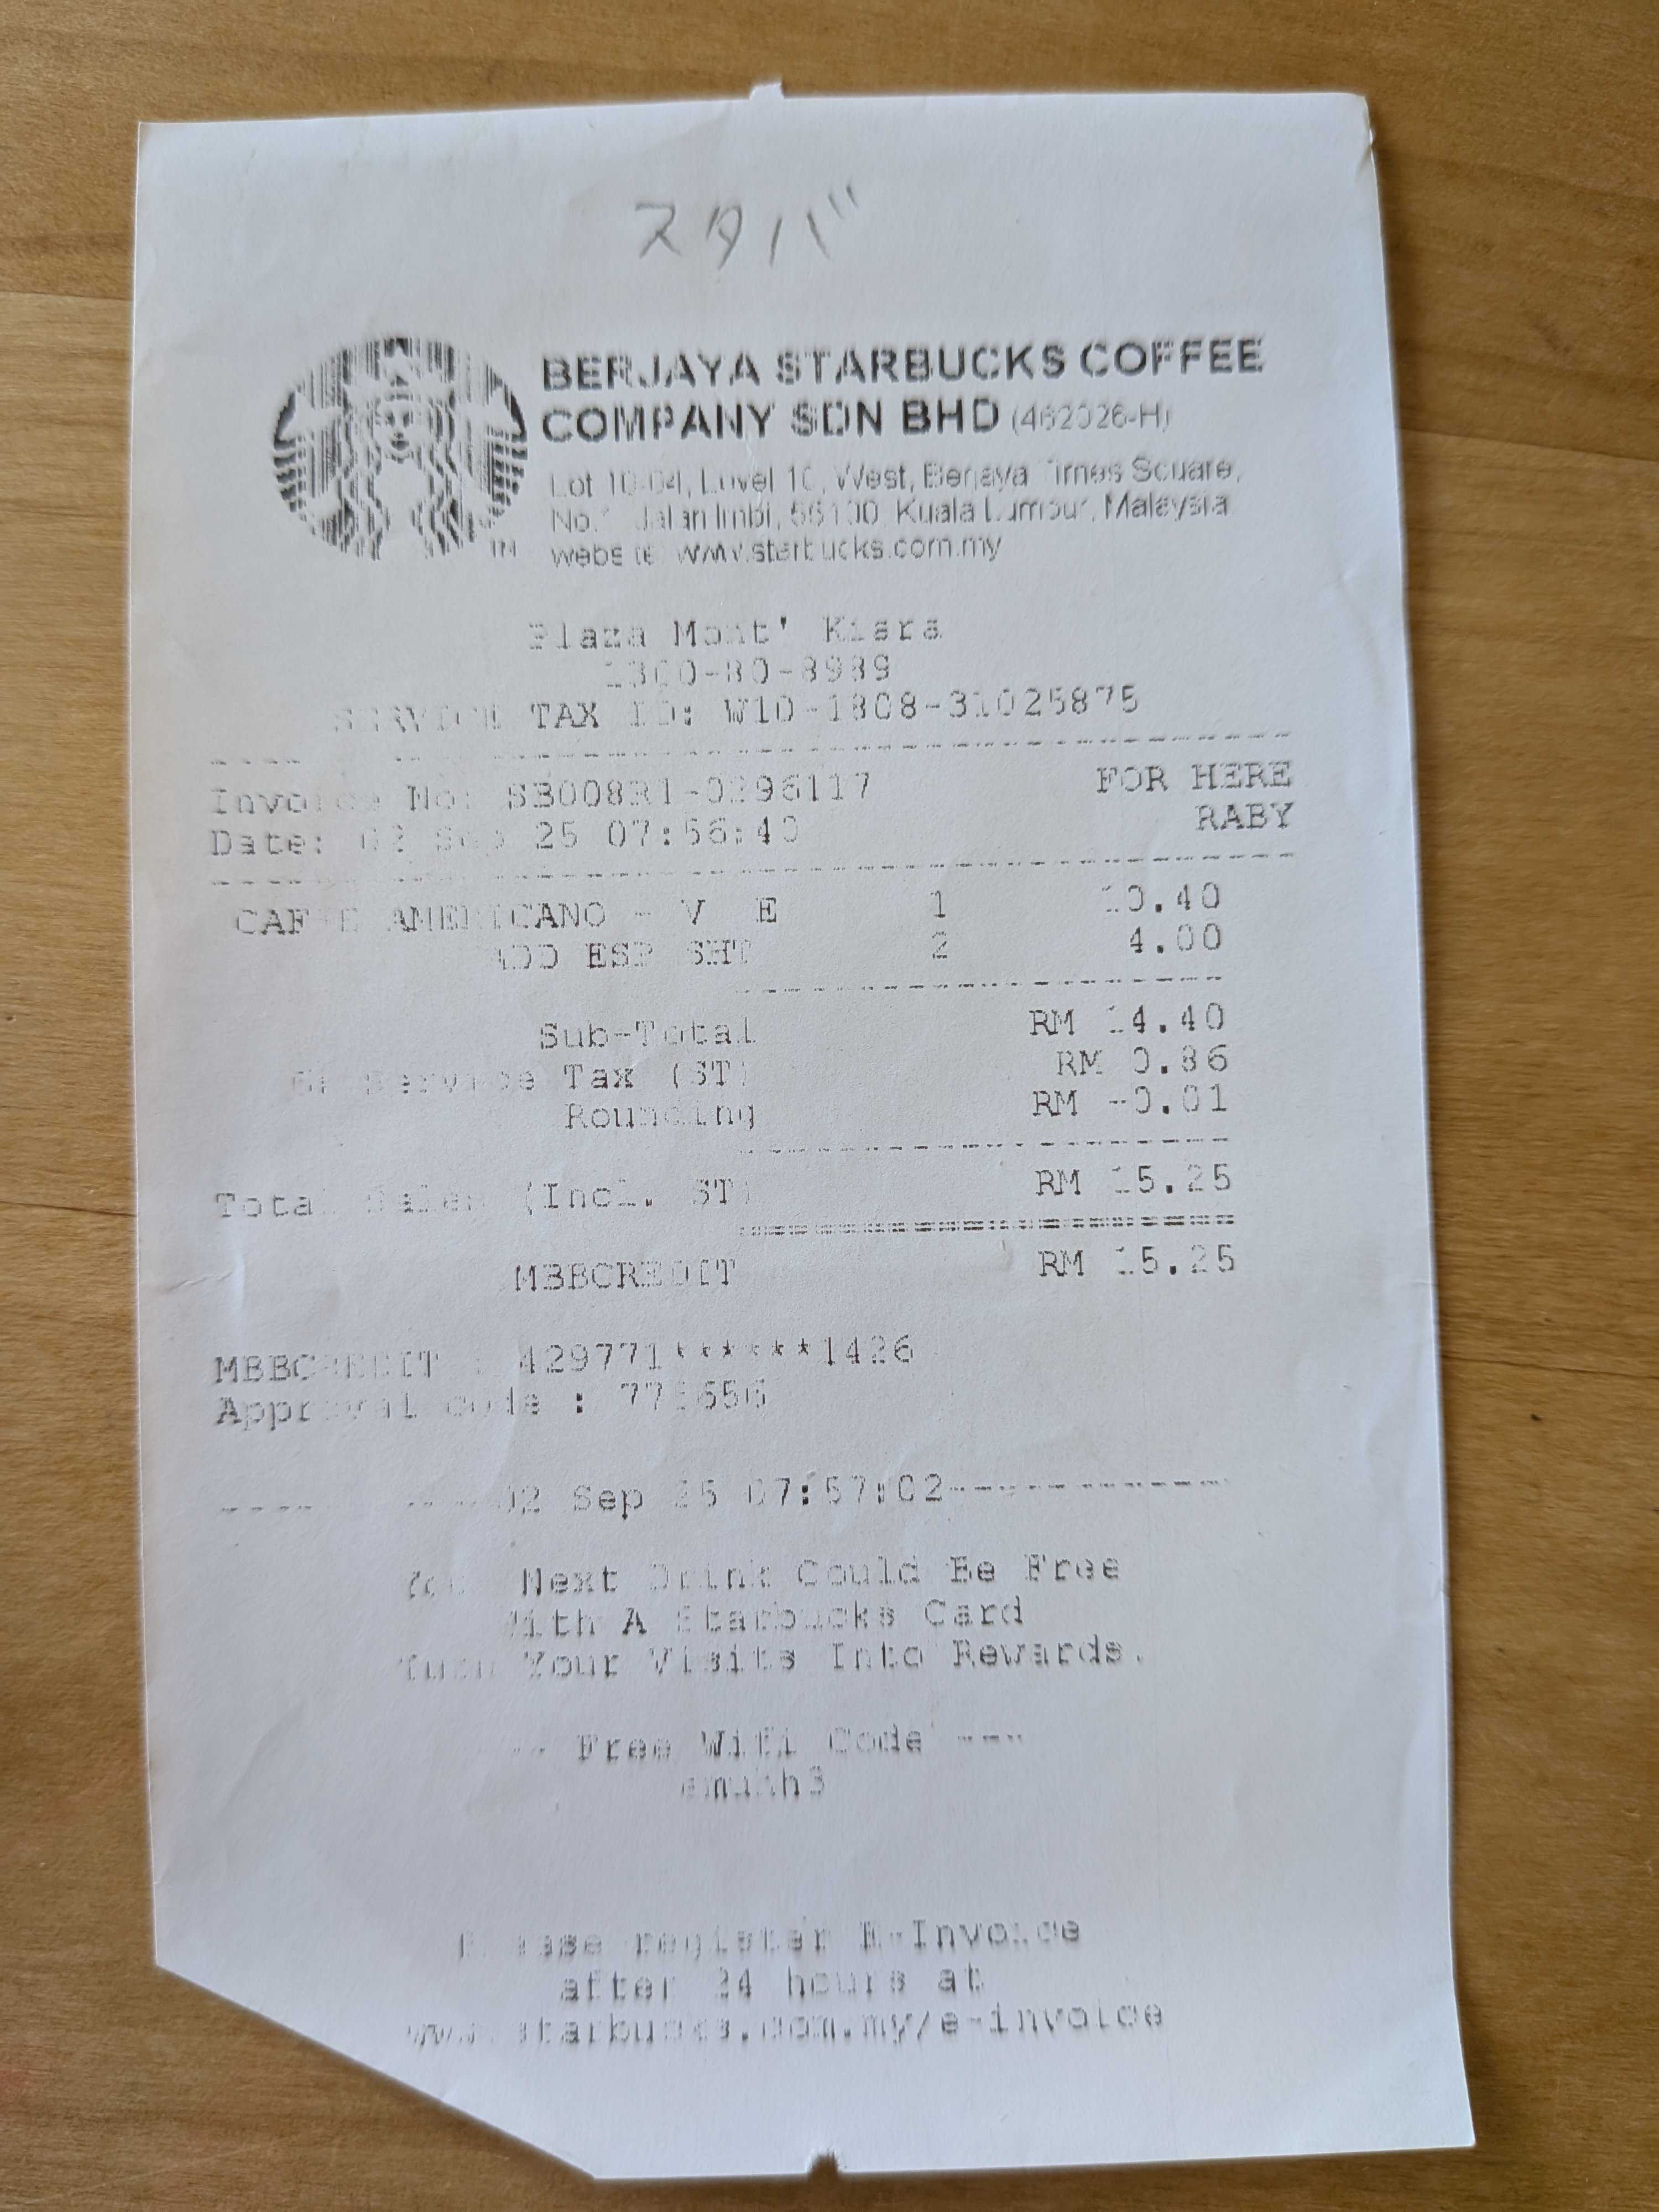 スタバ
BERJAYA STARBUCKS COFFEE
COMPANY SDN BHD (462026-H)
Lot 10-04, Level 10, West, Berjaya Times Square,
No.1 Jalan Imbi, 55100 Kuala Lumpur, Malaysia
website: www.starbucks.com.my
Plaza Mont' Kiara
1300-80-8989
SERVICE TAX ID: W10-1808-31025875
Invoice No: SB008R1-0296117 FOR HERE
Date: 02 Sep 25 07:56:40 RABY
CAFFE AMERICANO - V E 1 10.40
ADD ESP SHT 2 4.00
Sub-Total RM 14.40
6% Service Tax (ST) RM 0.86
Rounding RM -0.01
Total Sales (Incl. ST) RM 15.25
MBBCREDIT RM 15.25
MBBCREDIT : 429771******1426
Approval code :
02 Sep 25 07:57:02
Your Next Drink Could Be Free
With A Starbucks Card
Turn Your Visits Into Rewards.
--- Free Wifi Code ---
Please register E-Invoice
after 24 hours at
www.starbucks.com.my/e-invoice